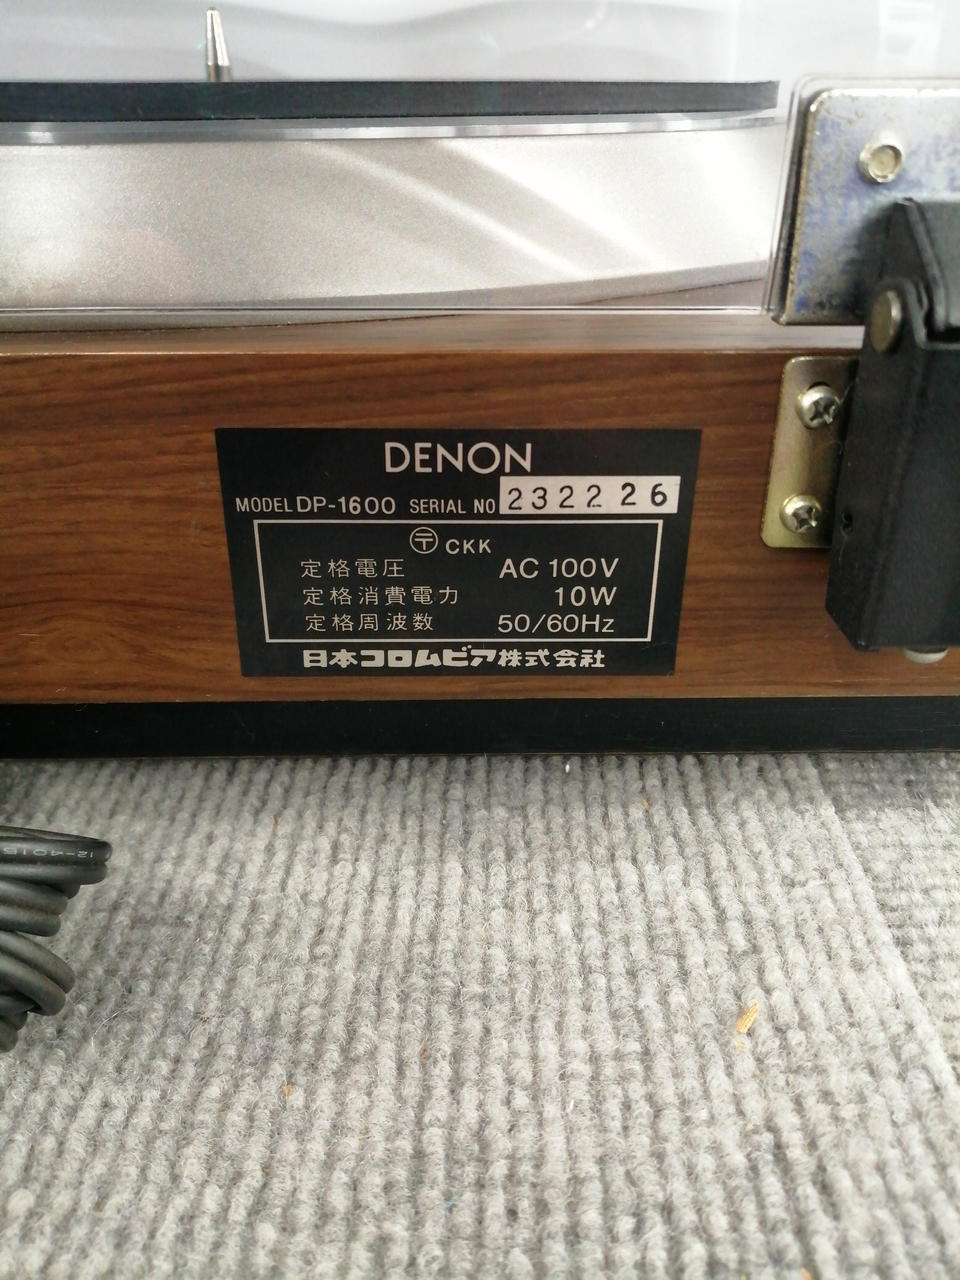 DENON
MODEL DP-1600 SERIAL NO 232226
〒 CKK
定格電圧 AC 100V
定格消費電力 10W
定格周波数 50/60Hz
日本コロムビア株式会社
12-4015